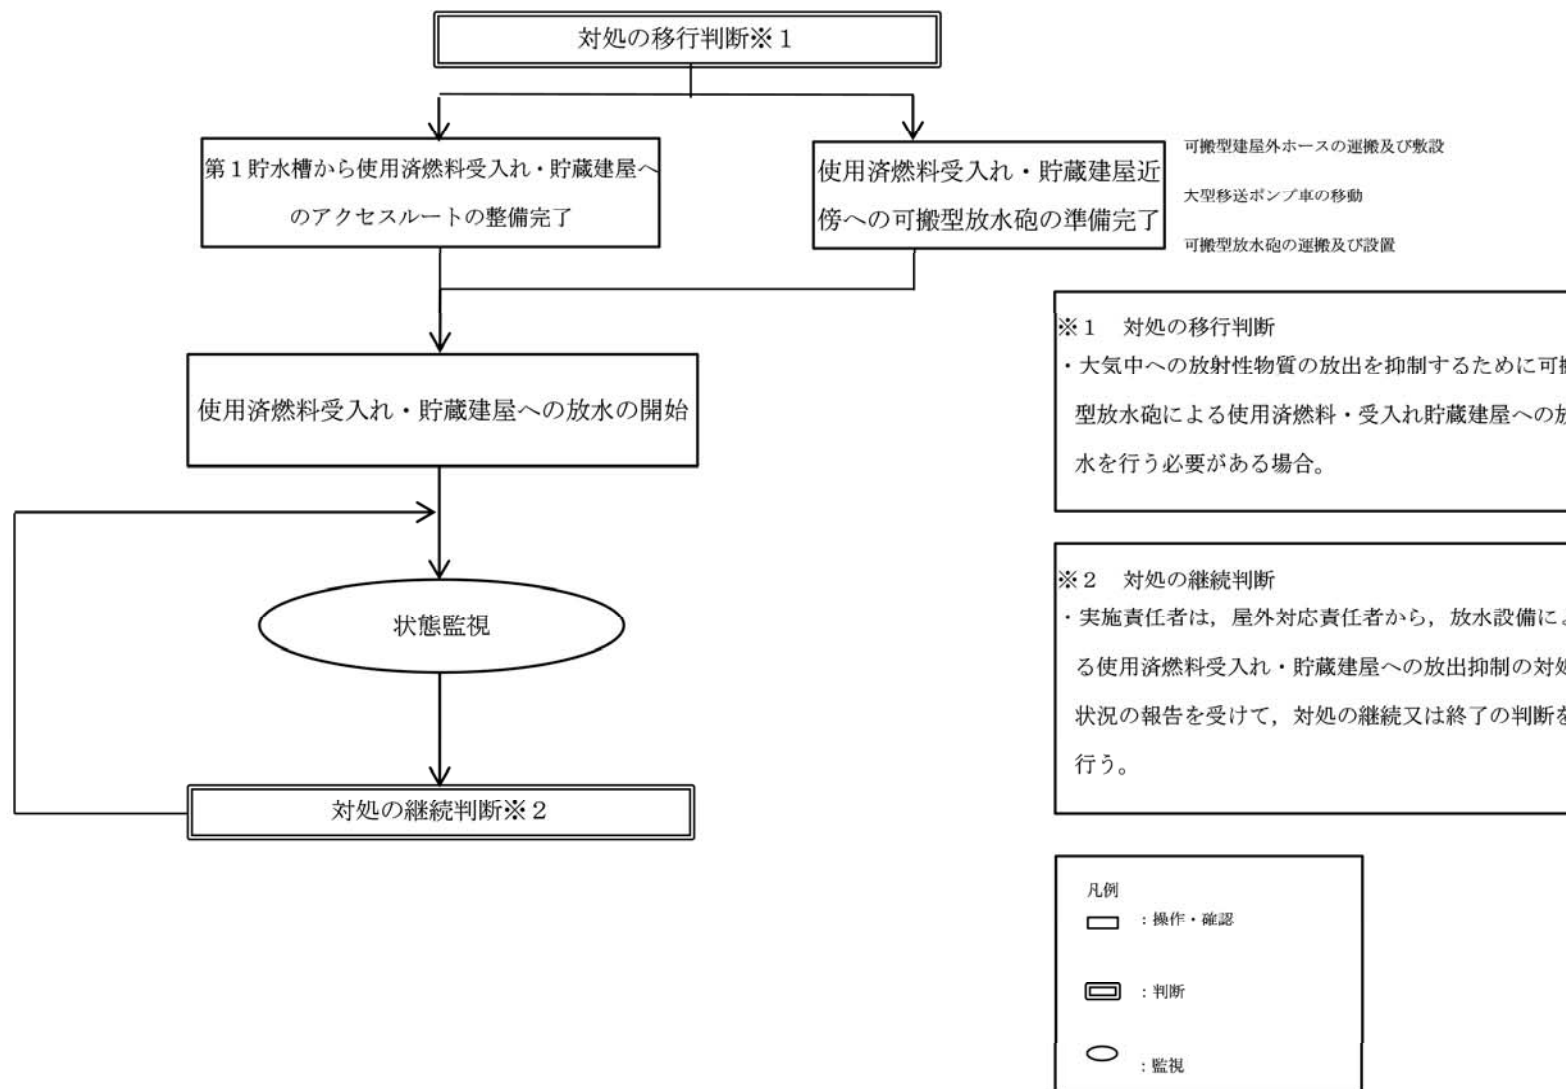 対処の移行判断※１
第１貯水槽から使用済燃料受入れ・貯蔵建屋へ
のアクセスルートの整備完了
使用済燃料受入れ・貯蔵建屋近
傍への可搬型放水砲の準備完了
可搬型建屋外ホースの運搬及び敷設
大型移送ポンプ車の移動
可搬型放水砲の運搬及び設置
使用済燃料受入れ・貯蔵建屋への放水の開始
状態監視
対処の継続判断※２
※１　対処の移行判断
・大気中への放射性物質の放出を抑制するために可搬
型放水砲による使用済燃料・受入れ貯蔵建屋への放
水を行う必要がある場合。
※２　対処の継続判断
・実施責任者は，屋外対応責任者から，放水設備によ
る使用済燃料受入れ・貯蔵建屋への放出抑制の対処
状況の報告を受けて，対処の継続又は終了の判断を
行う。
凡例
：操作・確認
：判断
：監視